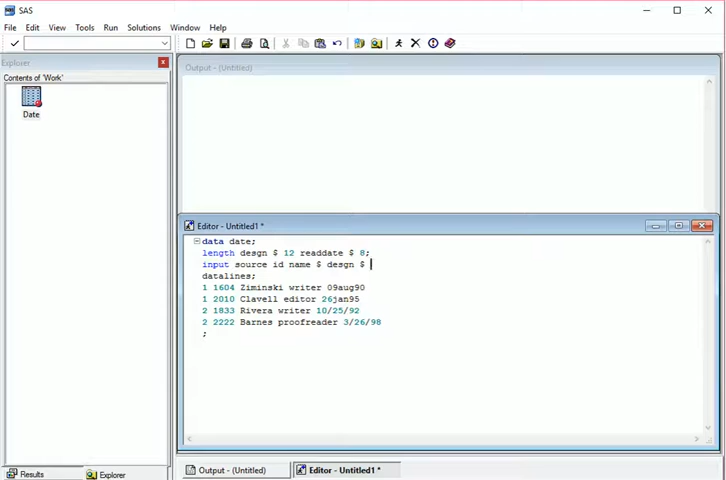 SAS
File Edit View Tools Run Solutions Window Help
Explorer
Contents of 'Work'
Date
Output - (Untitled)
Editor - Untitled1 *
data date;
length desgn $ 12 readdate $ 8;
input source id name $ desgn $
datalines;
1 1604 Ziminski writer 09aug90
1 2010 Clavell editor 26jan95
2 1833 Rivera writer 10/25/92
2 2222 Barnes proofreader 3/26/98
;
Results Explorer Output - (Untitled) Editor - Untitled1 *